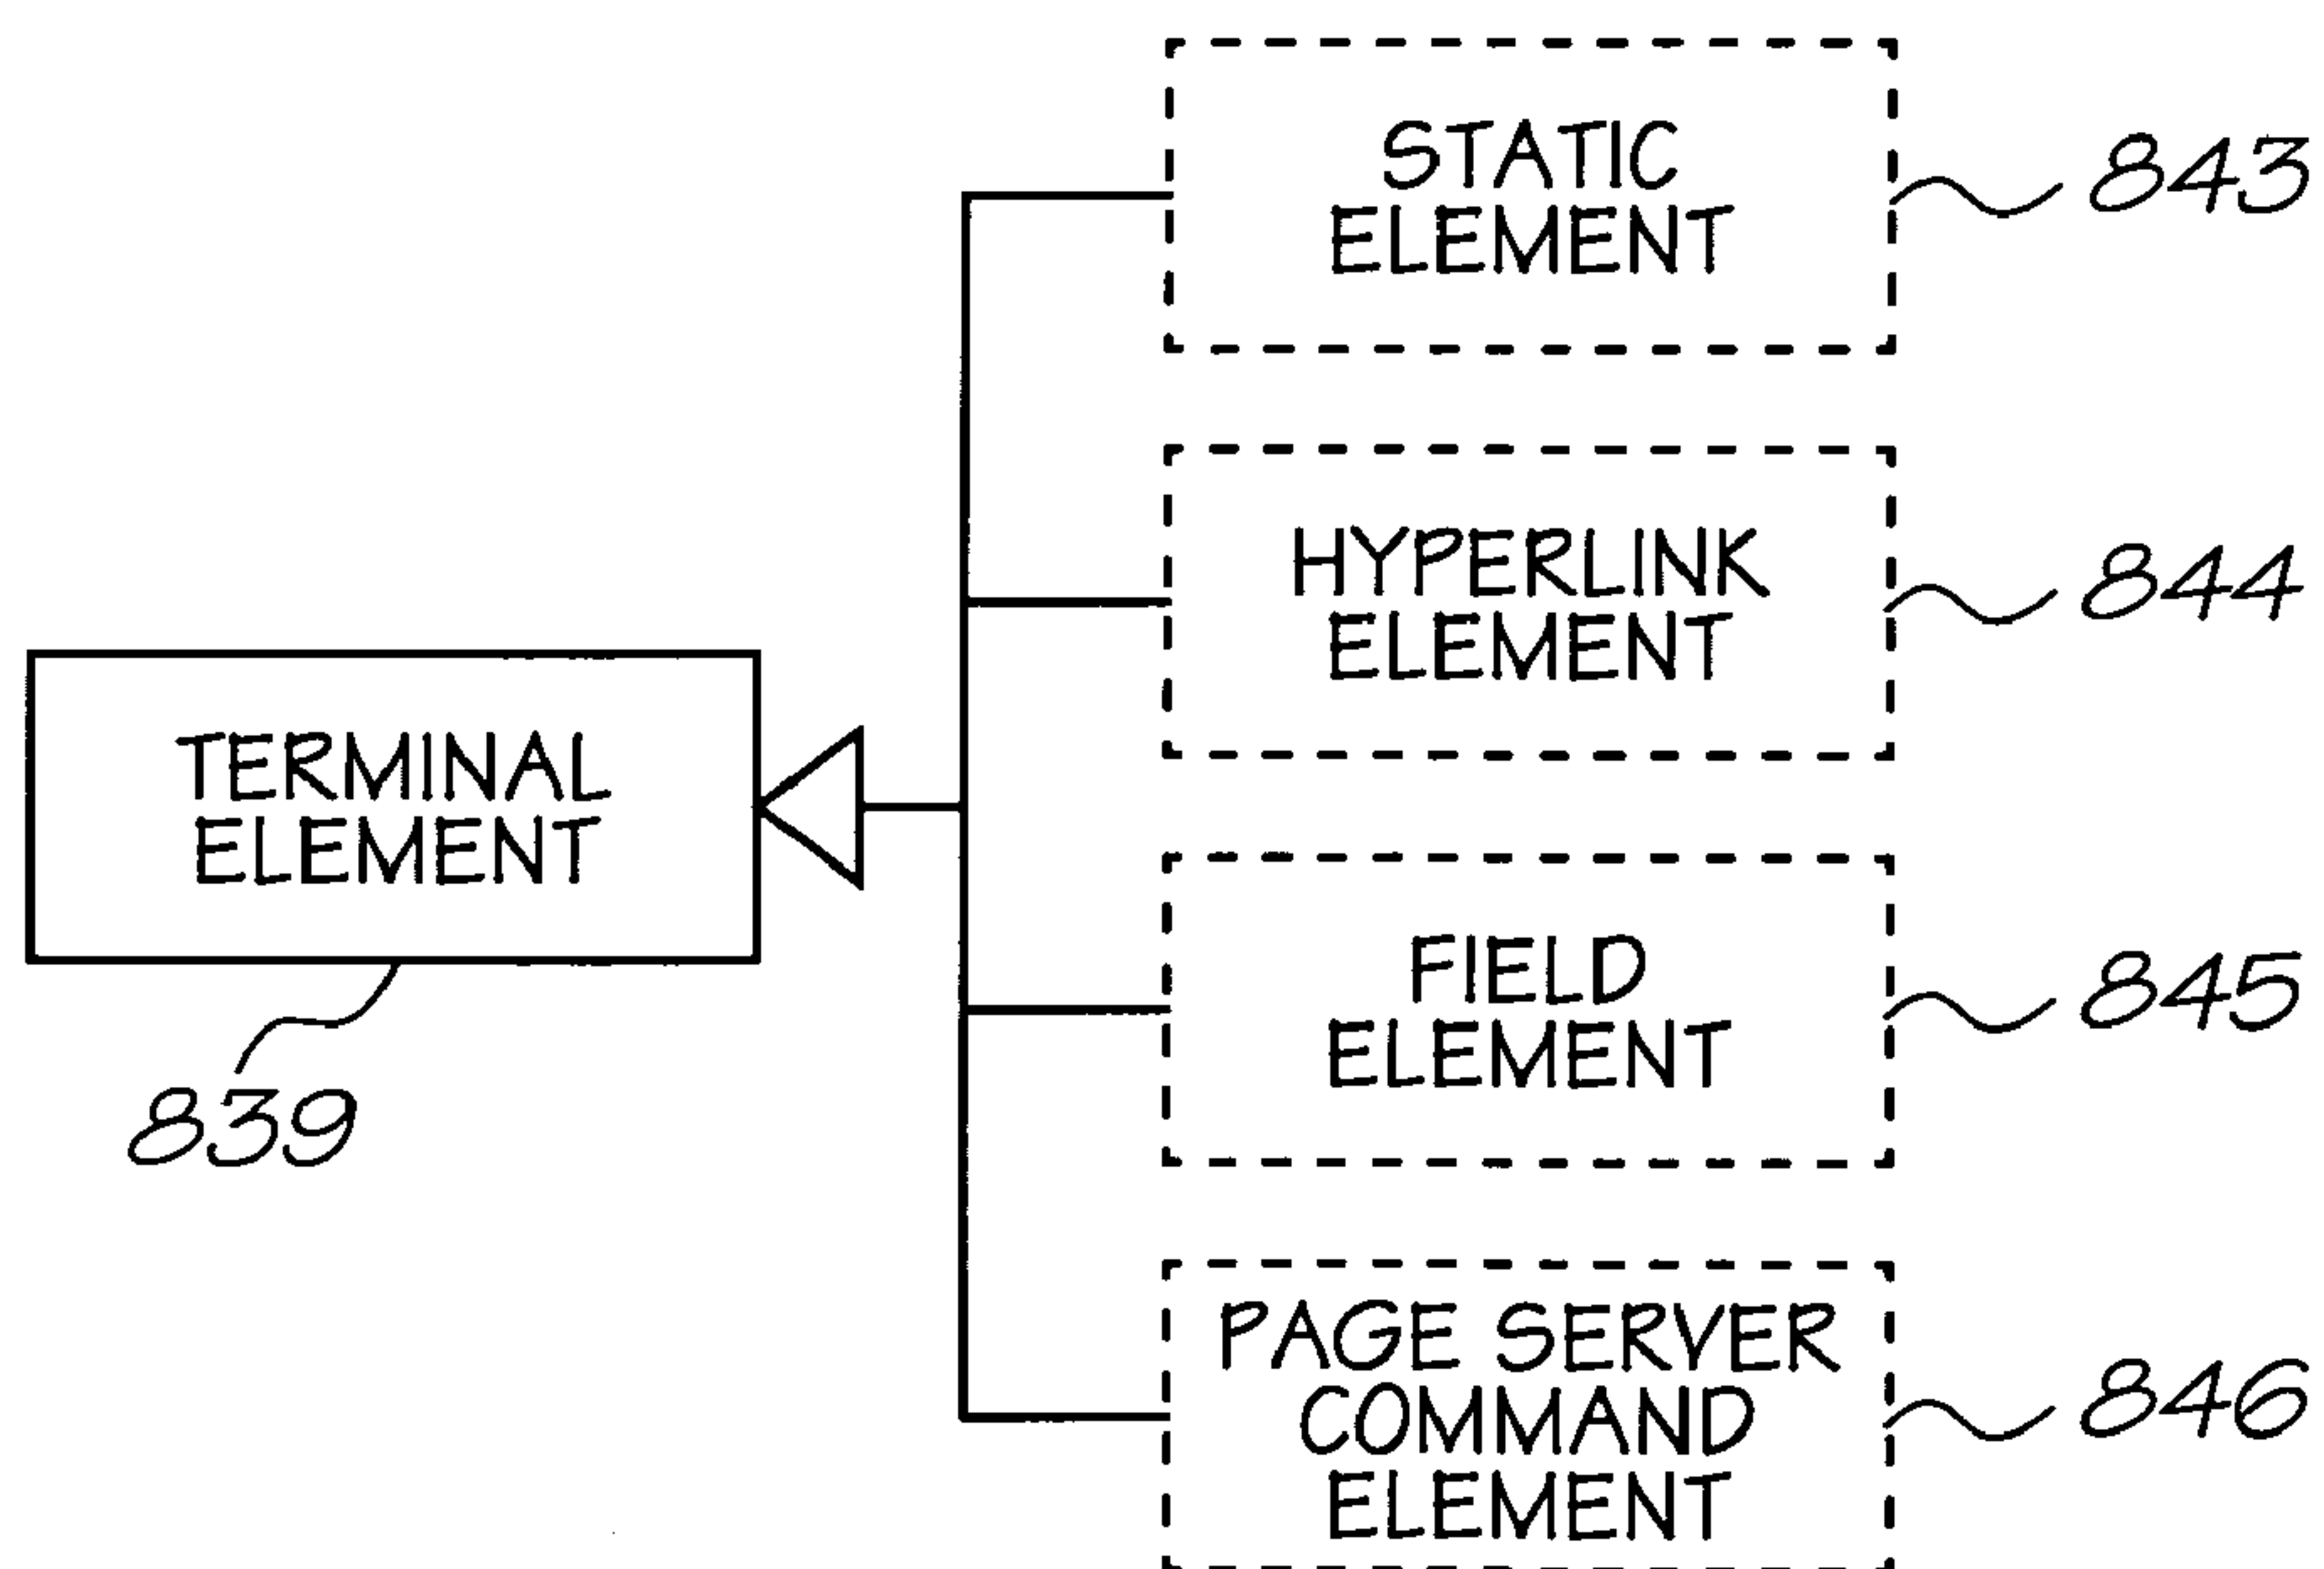 STATIC
ELEMENT
843
HYPERLINK
ELEMENT
844
TERMINAL
ELEMENT
839
FIELD
ELEMENT
845
PAGE SERVER
COMMAND
ELEMENT
846